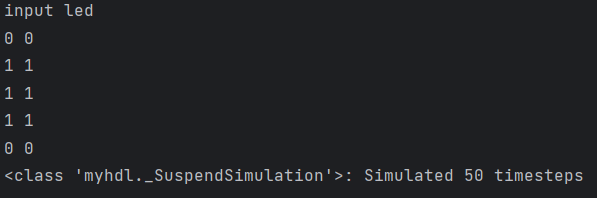 input led
0 0
1 1
1 1
1 1
0 0
<class 'myhdl._SuspendSimulation'>: Simulated 50 timesteps